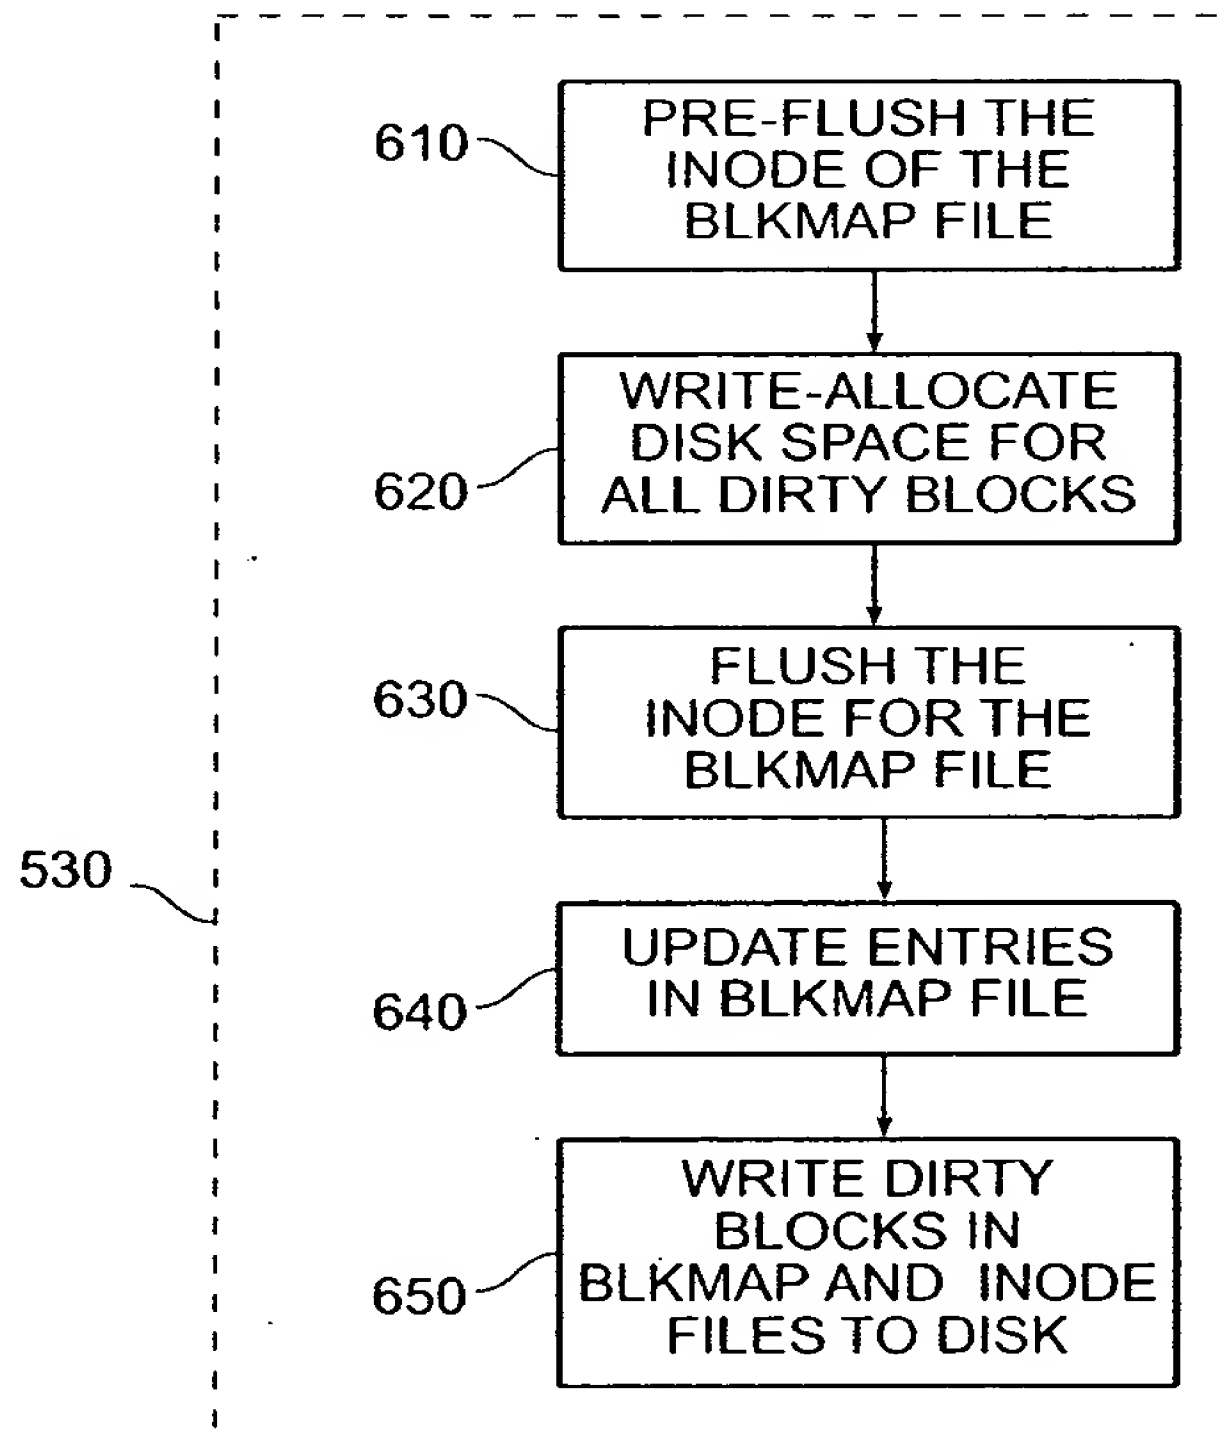 610
PRE-FLUSH THE
INODE OF THE
BLKMAP FILE
620
WRITE-ALLOCATE
DISK SPACE FOR
ALL DIRTY BLOCKS
630
FLUSH THE
INODE FOR THE
BLKMAP FILE
530
640
UPDATE ENTRIES
IN BLKMAP FILE
650
WRITE DIRTY
BLOCKS IN
BLKMAP AND INODE
FILES TO DISK